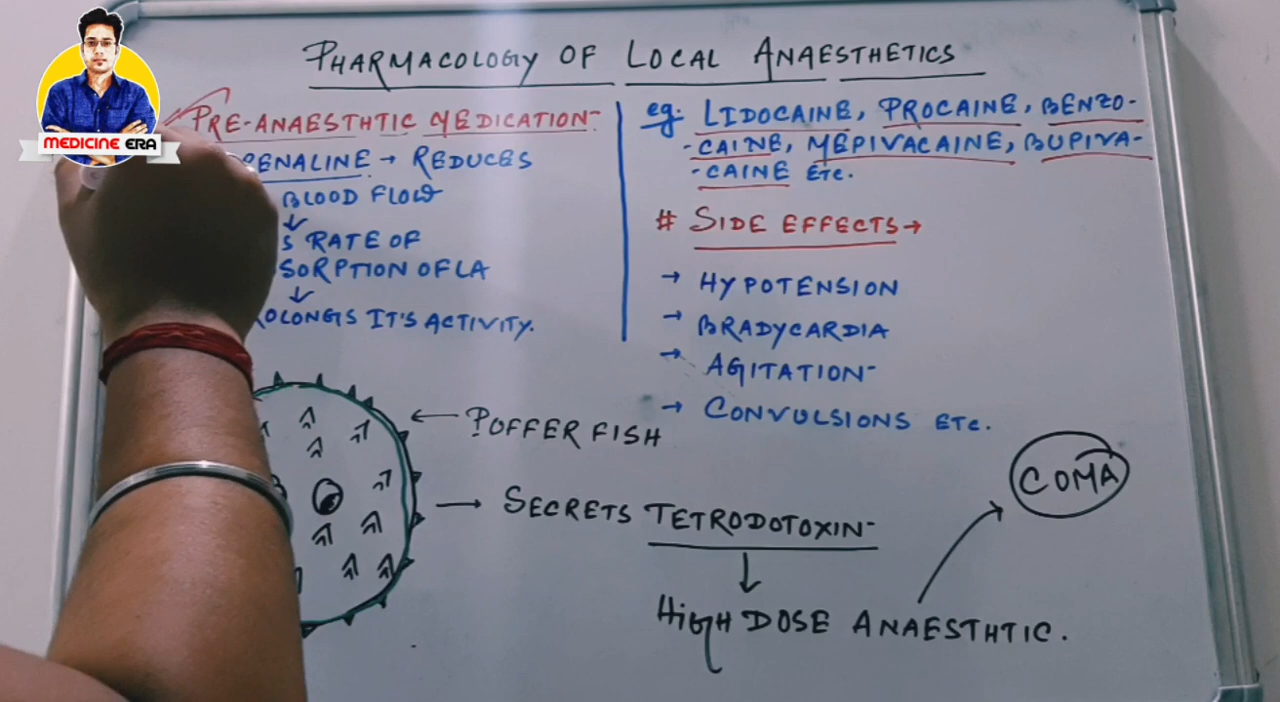 PHARMACOLOGY OF LOCAL ANAESTHETICS
MEDICINE ERA
PRE-ANAESTHTIC MEDICATION-
RENALINE → REDUCES
BLOOD FLOW
↓
S RATE OF
SORPTION OF LA
↓
OLONGS IT'S ACTIVITY.
eg. LIDOCAINE, PROCAINE, BENZO-
-CAINE, MEPIVACAINE, BUPIVA-
-CAINE ETC.
# SIDE EFFECTS →
→ HYPOTENSION
→ BRADYCARDIA
→ AGITATION-
→ CONVULSIONS ETC.
← POFFER FISH
→ SECRETS TETRODOTOXIN-
↓
HIGH DOSE ANAESTHTIC.
COMA